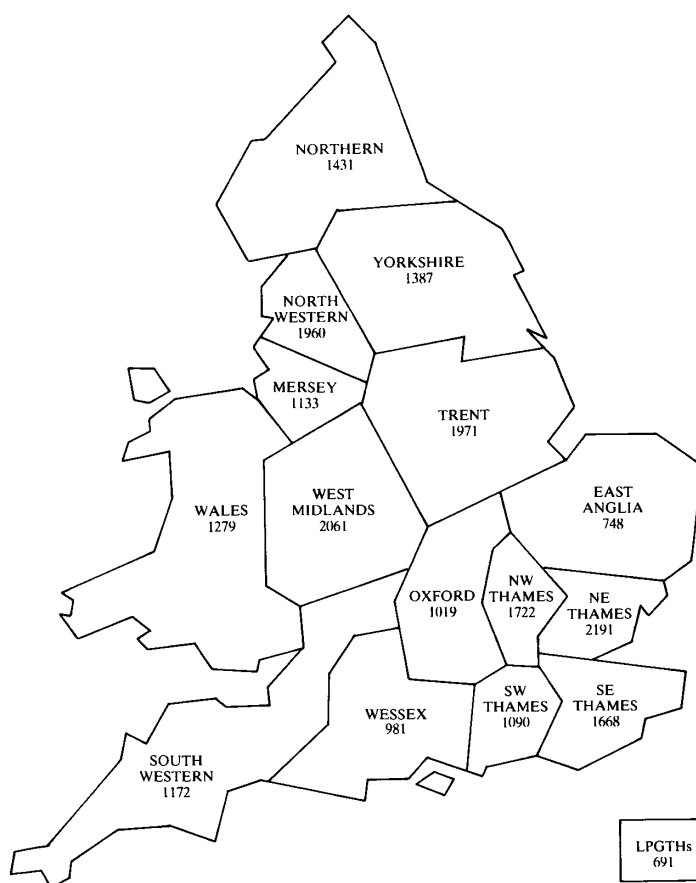 NORTHERN
1431
YORKSHIRE
1387
NORTH
WESTERN
1960
MERSEY
1133
TRENT
1971
WALES
1279
WEST
MIDLANDS
2061
EAST
ANGLIA
748
OXFORD
1019
NW
THAMES
1722
NE
THAMES
2191
WESSEX
981
SW
THAMES
1090
SE
THAMES
1668
SOUTH
WESTERN
1172
LPGTHs
691